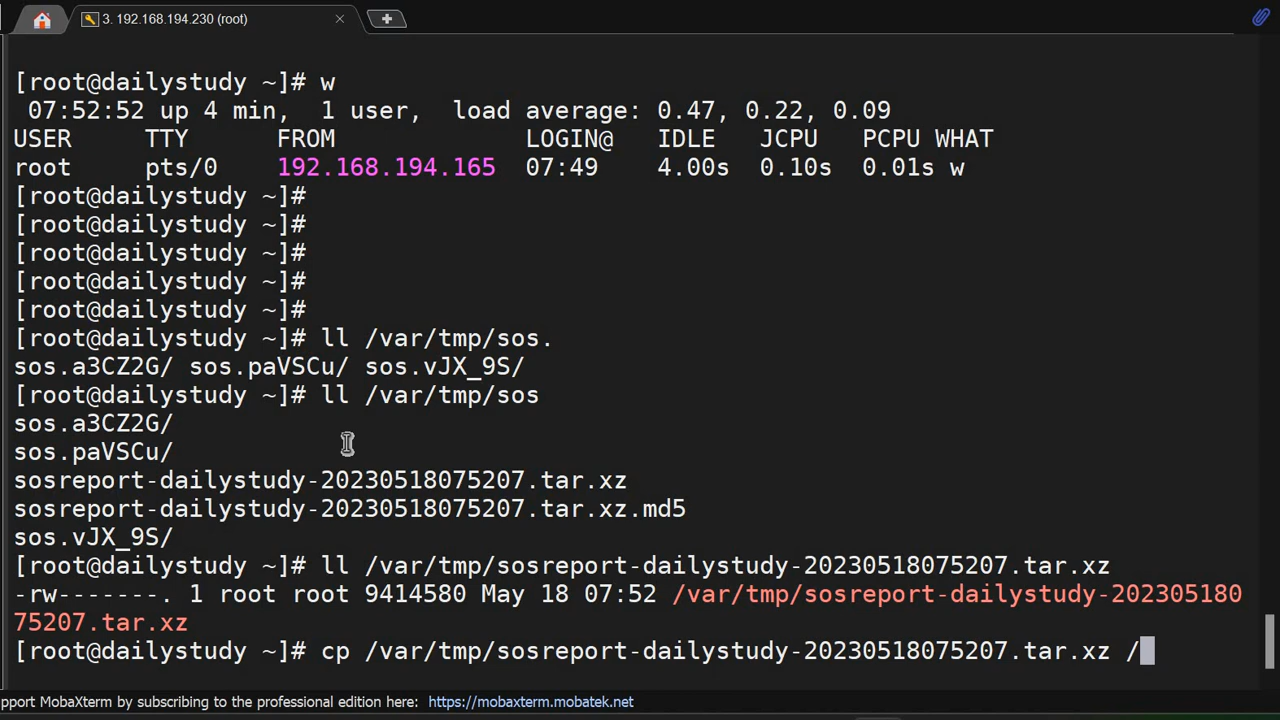 3. 192.168.194.230 (root)
[root@dailystudy ~]# w
07:52:52 up 4 min,  1 user,  load average: 0.47, 0.22, 0.09
USER     TTY      FROM               LOGIN@   IDLE   JCPU   PCPU WHAT
root     pts/0    192.168.194.165  07:49    4.00s  0.10s  0.01s w
[root@dailystudy ~]#
[root@dailystudy ~]#
[root@dailystudy ~]#
[root@dailystudy ~]#
[root@dailystudy ~]#
[root@dailystudy ~]# ll /var/tmp/sos.
sos.a3CZ2G/ sos.paVSCu/ sos.vJX_9S/
[root@dailystudy ~]# ll /var/tmp/sos
sos.a3CZ2G/
sos.paVSCu/
sosreport-dailystudy-20230518075207.tar.xz
sosreport-dailystudy-20230518075207.tar.xz.md5
sos.vJX_9S/
[root@dailystudy ~]# ll /var/tmp/sosreport-dailystudy-20230518075207.tar.xz
-rw-------. 1 root root 9414580 May 18 07:52 /var/tmp/sosreport-dailystudy-202305180
75207.tar.xz
[root@dailystudy ~]# cp /var/tmp/sosreport-dailystudy-20230518075207.tar.xz /
pport MobaXterm by subscribing to the professional edition here: https://mobaxterm.mobatek.net